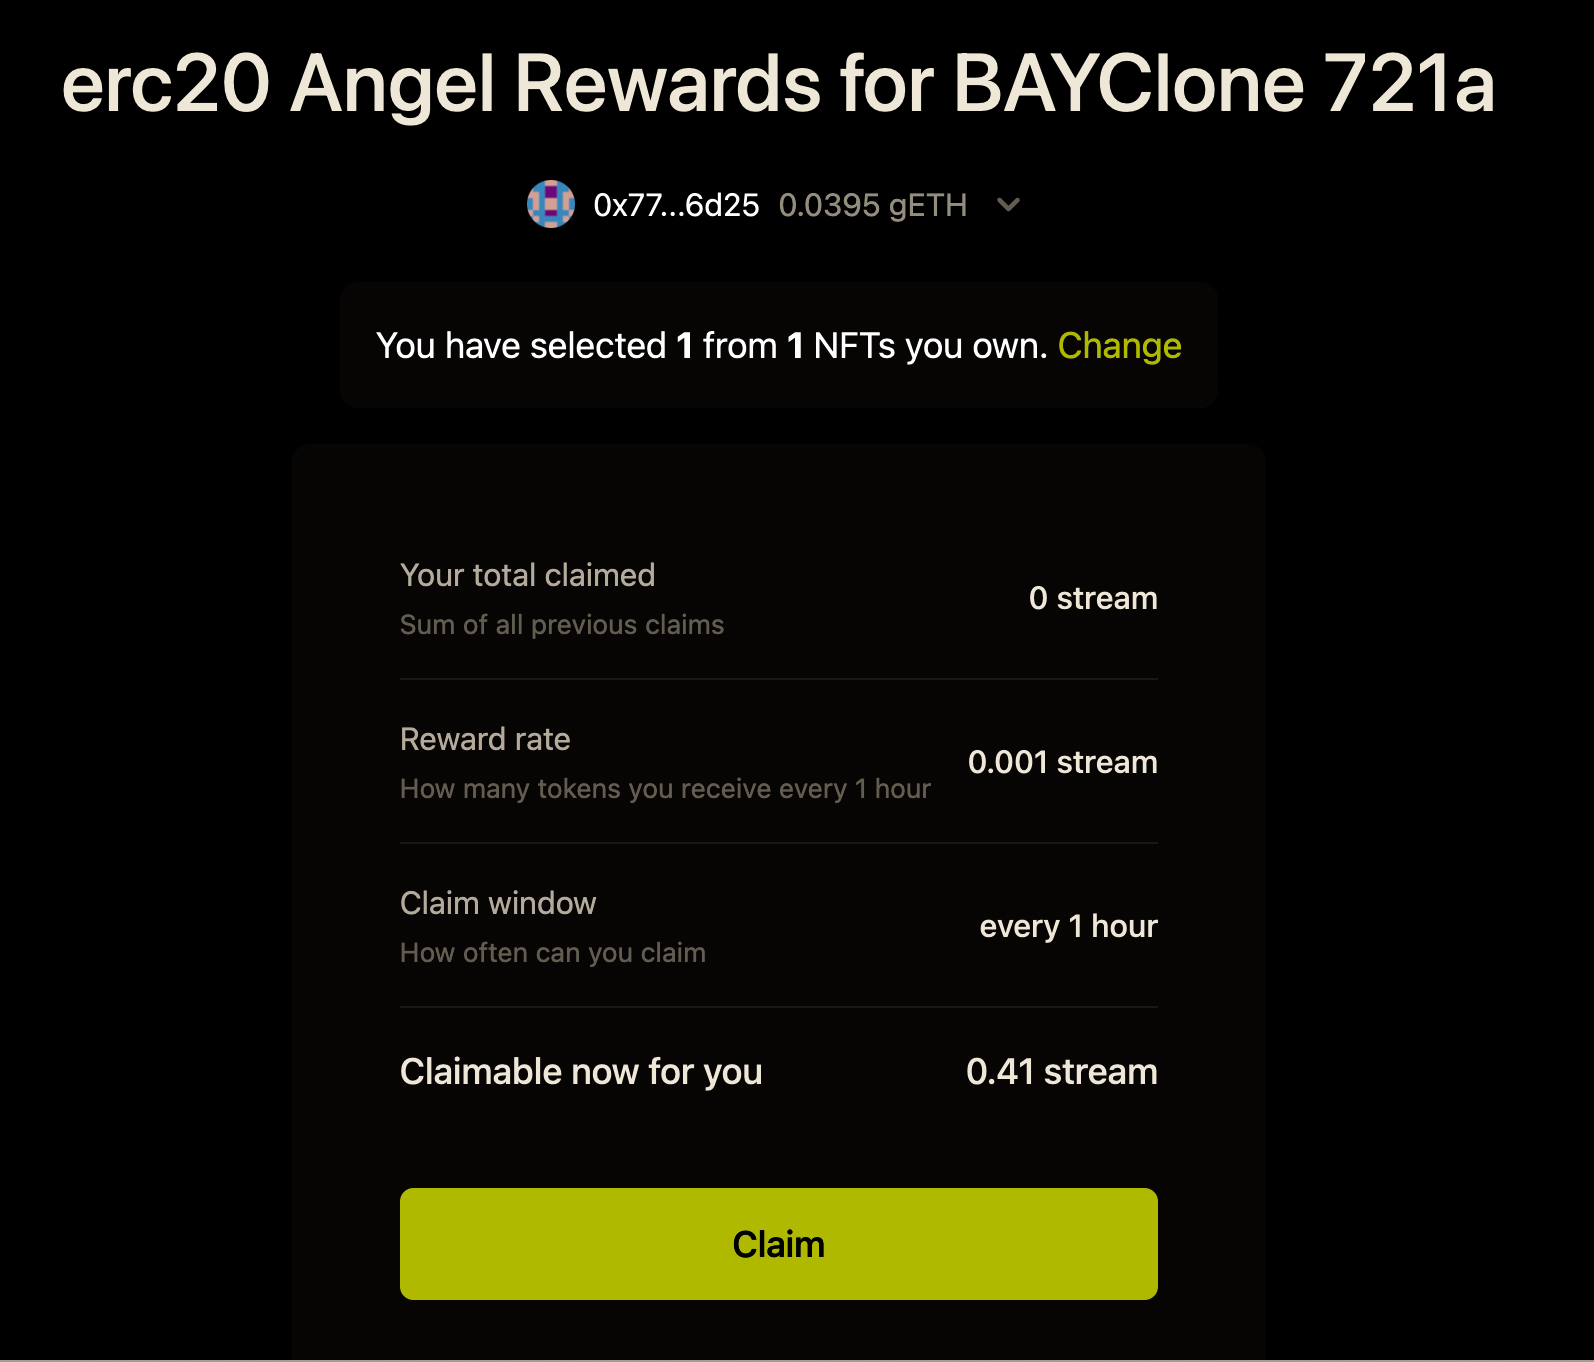 erc20 Angel Rewards for BAYClone 721a
0x77...6d25 0.0395 gETH
You have selected 1 from 1 NFTs you own. Change
Your total claimed
Sum of all previous claims
0 stream
Reward rate
How many tokens you receive every 1 hour
0.001 stream
Claim window
How often can you claim
every 1 hour
Claimable now for you
0.41 stream
Claim